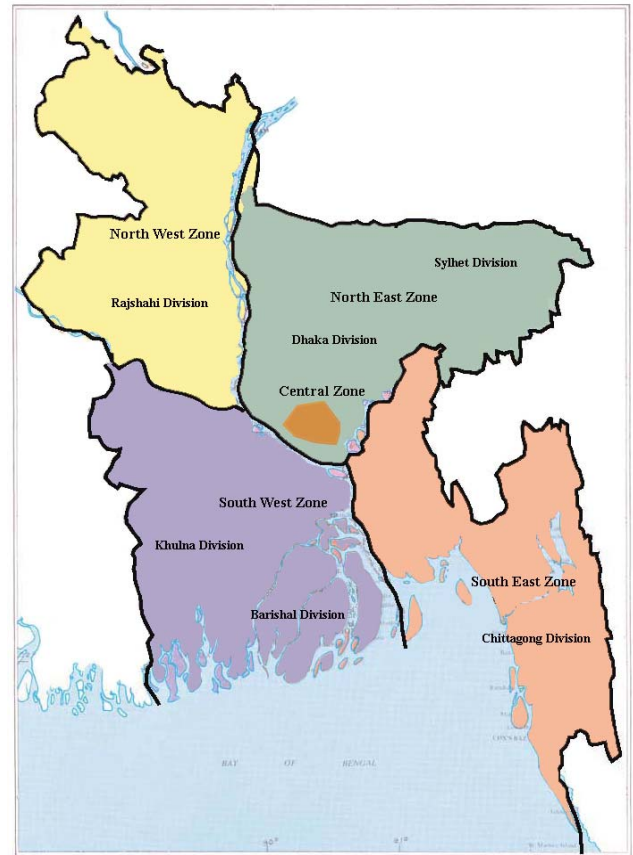 North West Zone
Sylhet Division
North East Zone
Rajshahi Division
Dhaka Division
Central Zone
South West Zone
Khulna Division
South East Zone
Barishal Division
Chittagong Division
BAY OF BENGAL